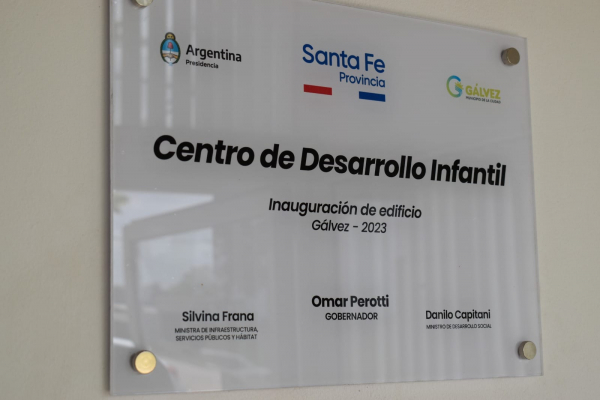 Argentina
Presidencia
Santa Fe
Provincia
GÁLVEZ
Centro de Desarrollo Infantil
Inauguración de edificio
Gálvez - 2023
Silvina Frana
MINISTRA DE INFRAESTRUCTURA,
SERVICIOS PÚBLICOS Y HÁBITAT
Omar Perotti
GOBERNADOR
Danilo Capitani
MINISTRO DE DESARROLLO SOCIAL